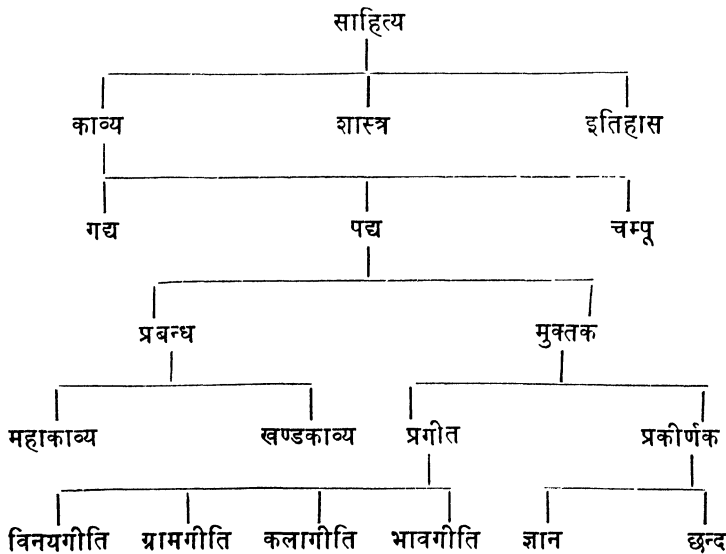 साहित्य
काव्य शास्त्र इतिहास
गद्य पद्य चम्पू
प्रबन्ध मुक्तक
महाकाव्य खण्डकाव्य प्रगीत प्रकीर्णक
विनयगीति ग्रामगीति कलागीति भावगीति ज्ञान छन्द